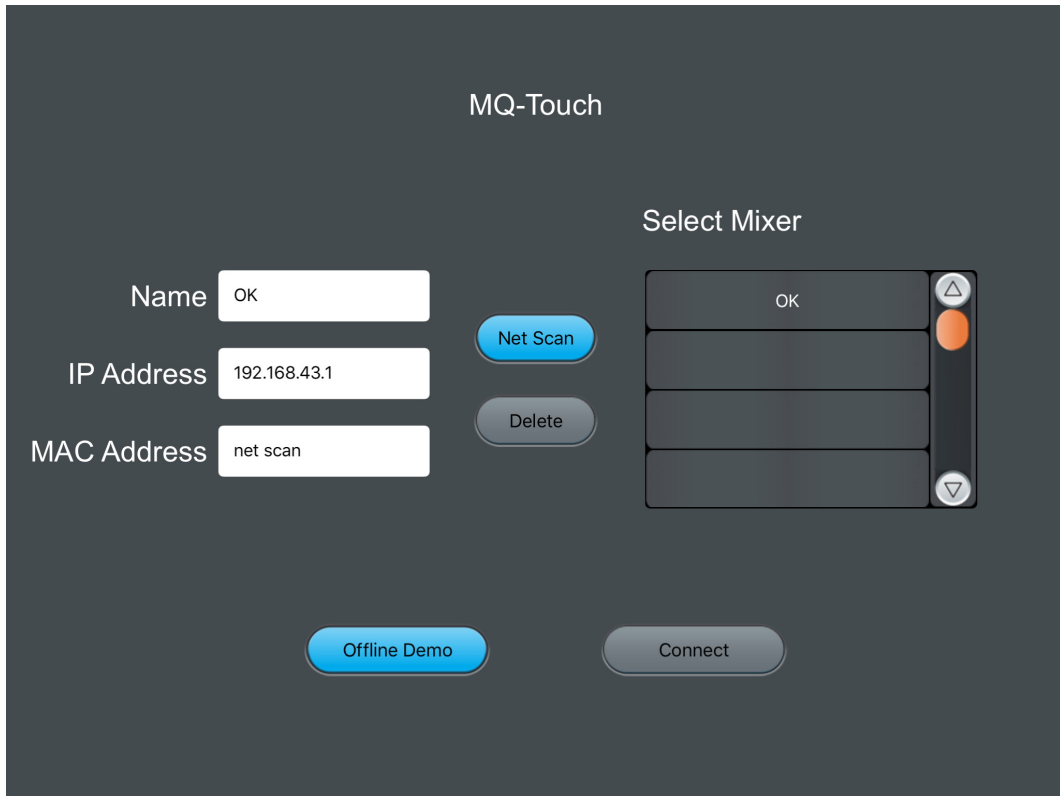 MQ-Touch
Select Mixer
Name
OK
IP Address
192.168.43.1
MAC Address
net scan
Net Scan
Delete
OK
Offline Demo
Connect